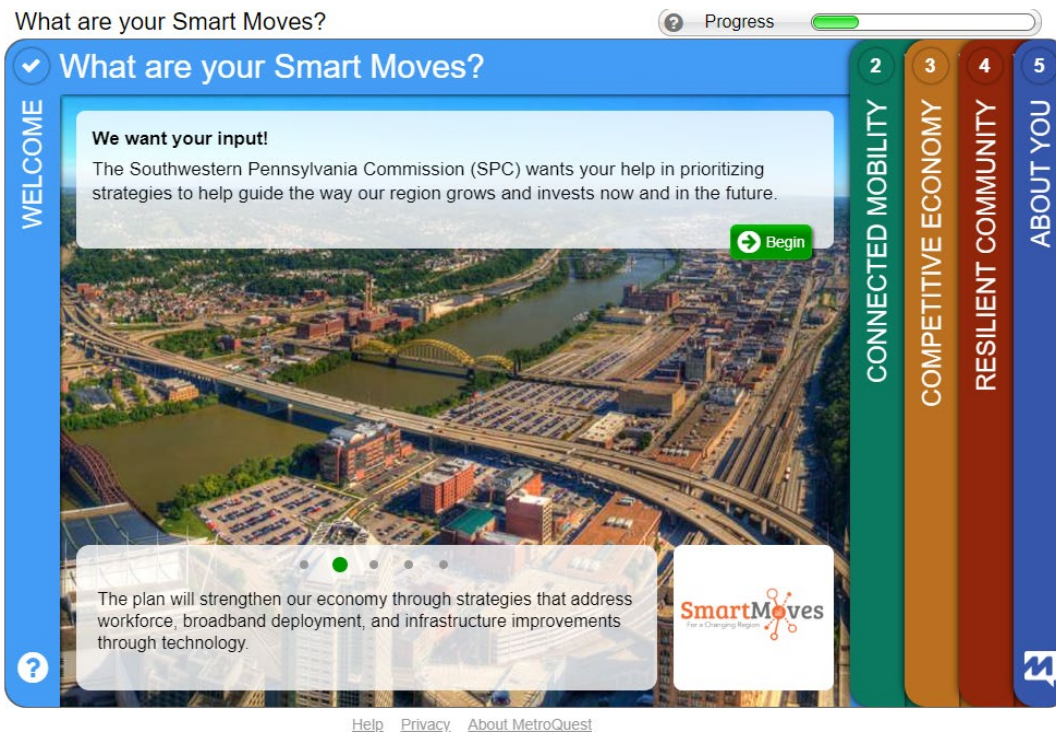 What are your Smart Moves?
Progress
What are your Smart Moves?
WELCOME
We want your input!
The Southwestern Pennsylvania Commission (SPC) wants your help in prioritizing
strategies to help guide the way our region grows and invests now and in the future.
Begin
The plan will strengthen our economy through strategies that address
workforce, broadband deployment, and infrastructure improvements
through technology.
SmartMoves
For a Changing Region
2
CONNECTED MOBILITY
3
COMPETITIVE ECONOMY
4
RESILIENT COMMUNITY
5
ABOUT YOU
Help Privacy About MetroQuest